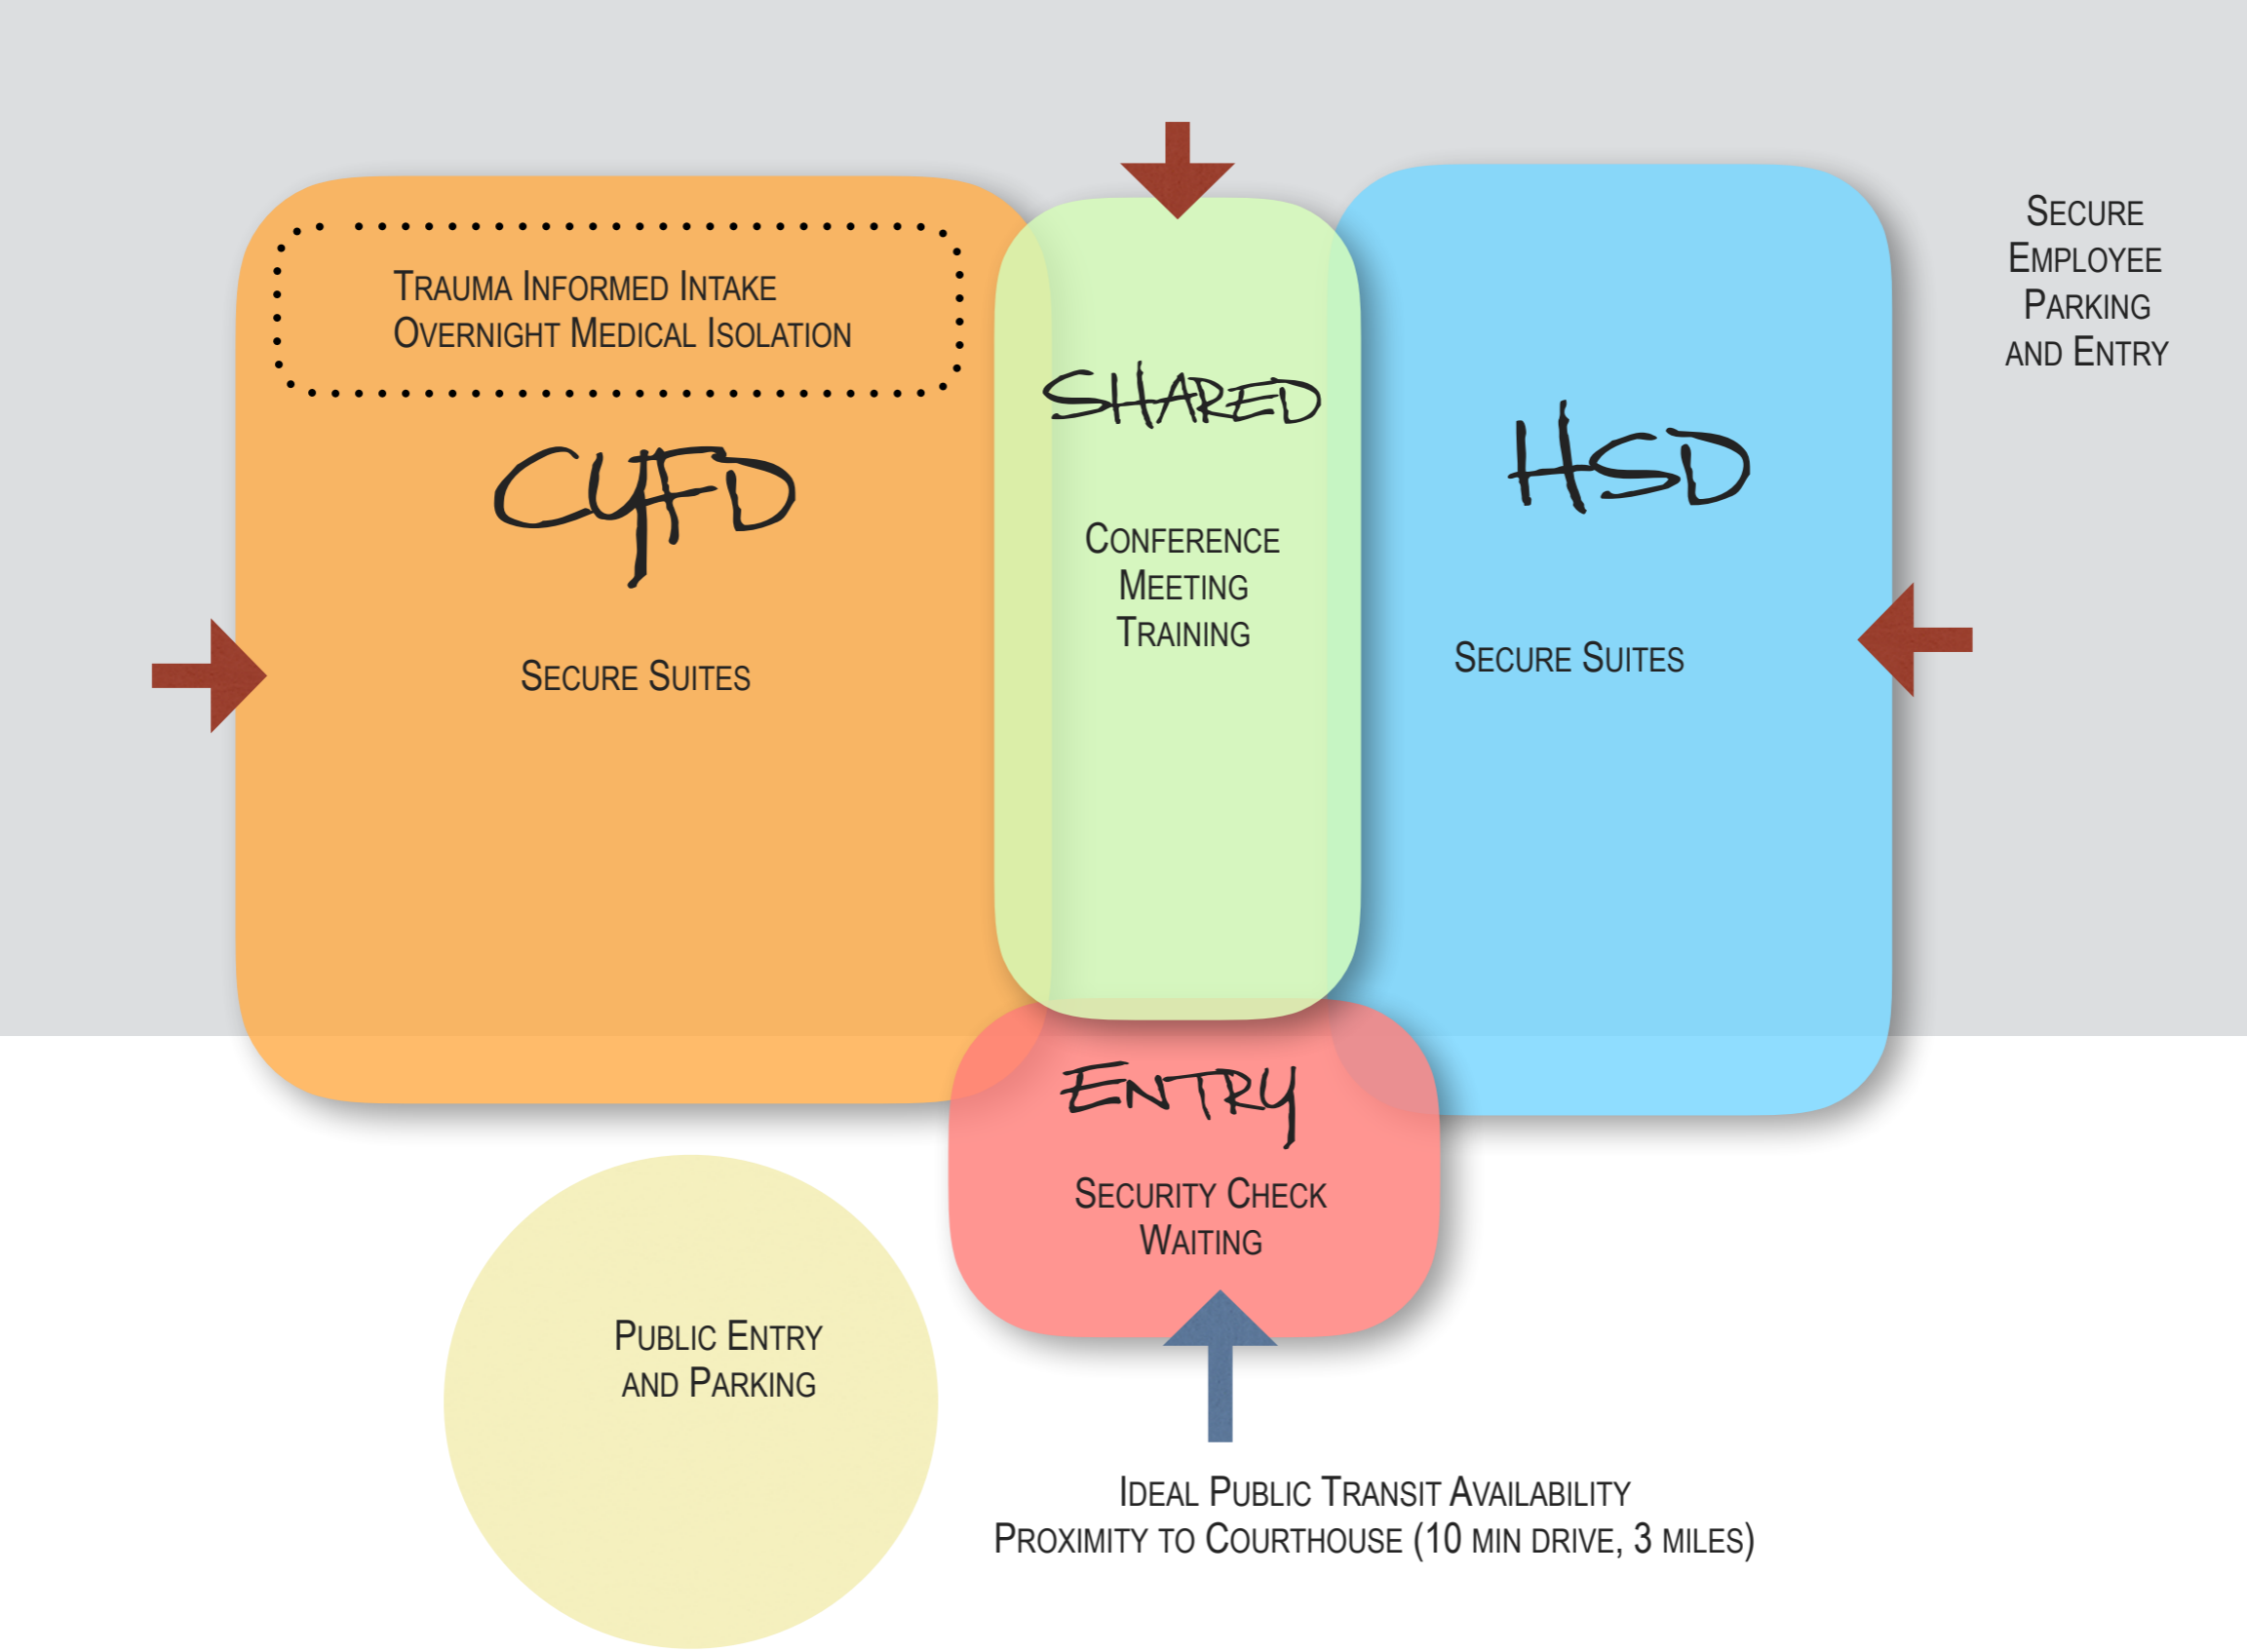 Secure
Employee
Parking
and Entry
Trauma Informed Intake
Overnight Medical Isolation
CYFD
Secure Suites
SHARED
Conference
Meeting
Training
HSD
Secure Suites
ENTRY
Security Check
Waiting
Public Entry
and Parking
Ideal Public Transit Availability
Proximity to Courthouse (10 min drive, 3 miles)